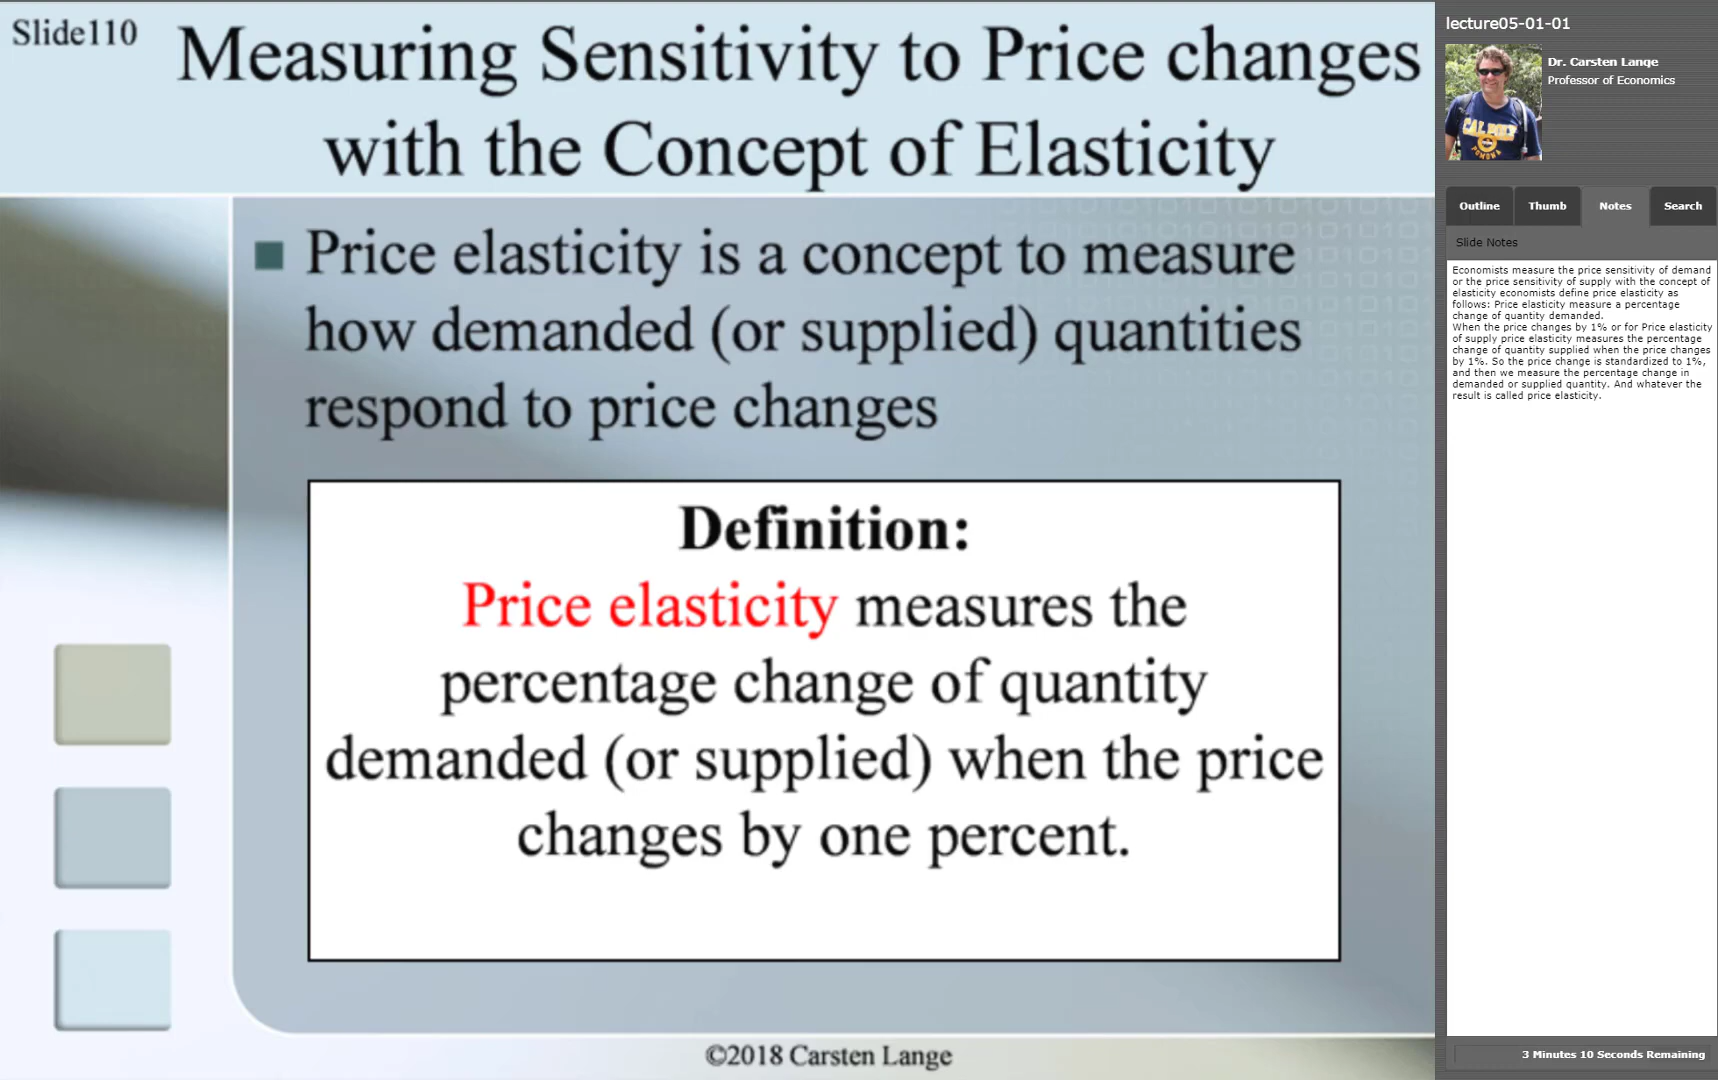 Slide110
Measuring Sensitivity to Price changes
with the Concept of Elasticity
Price elasticity is a concept to measure
how demanded (or supplied) quantities
respond to price changes
Definition:
Price elasticity measures the
percentage change of quantity
demanded (or supplied) when the price
changes by one percent.
©2018 Carsten Lange
lecture05-01-01
Dr. Carsten Lange
Professor of Economics
CAL POLY
POMONA
Outline Thumb Notes Search
Slide Notes
Economists measure the price sensitivity of demand
or the price sensitivity of supply with the concept of
elasticity economists define price elasticity as
follows: Price elasticity measure a percentage
change of quantity demanded.
When the price changes by 1% or for Price elasticity
of supply price elasticity measures the percentage
change of quantity supplied when the price changes
by 1%. So the price change is standardized to 1%,
and then we measure the percentage change in
demanded or supplied quantity. And whatever the
result is called price elasticity.
3 Minutes 10 Seconds Remaining